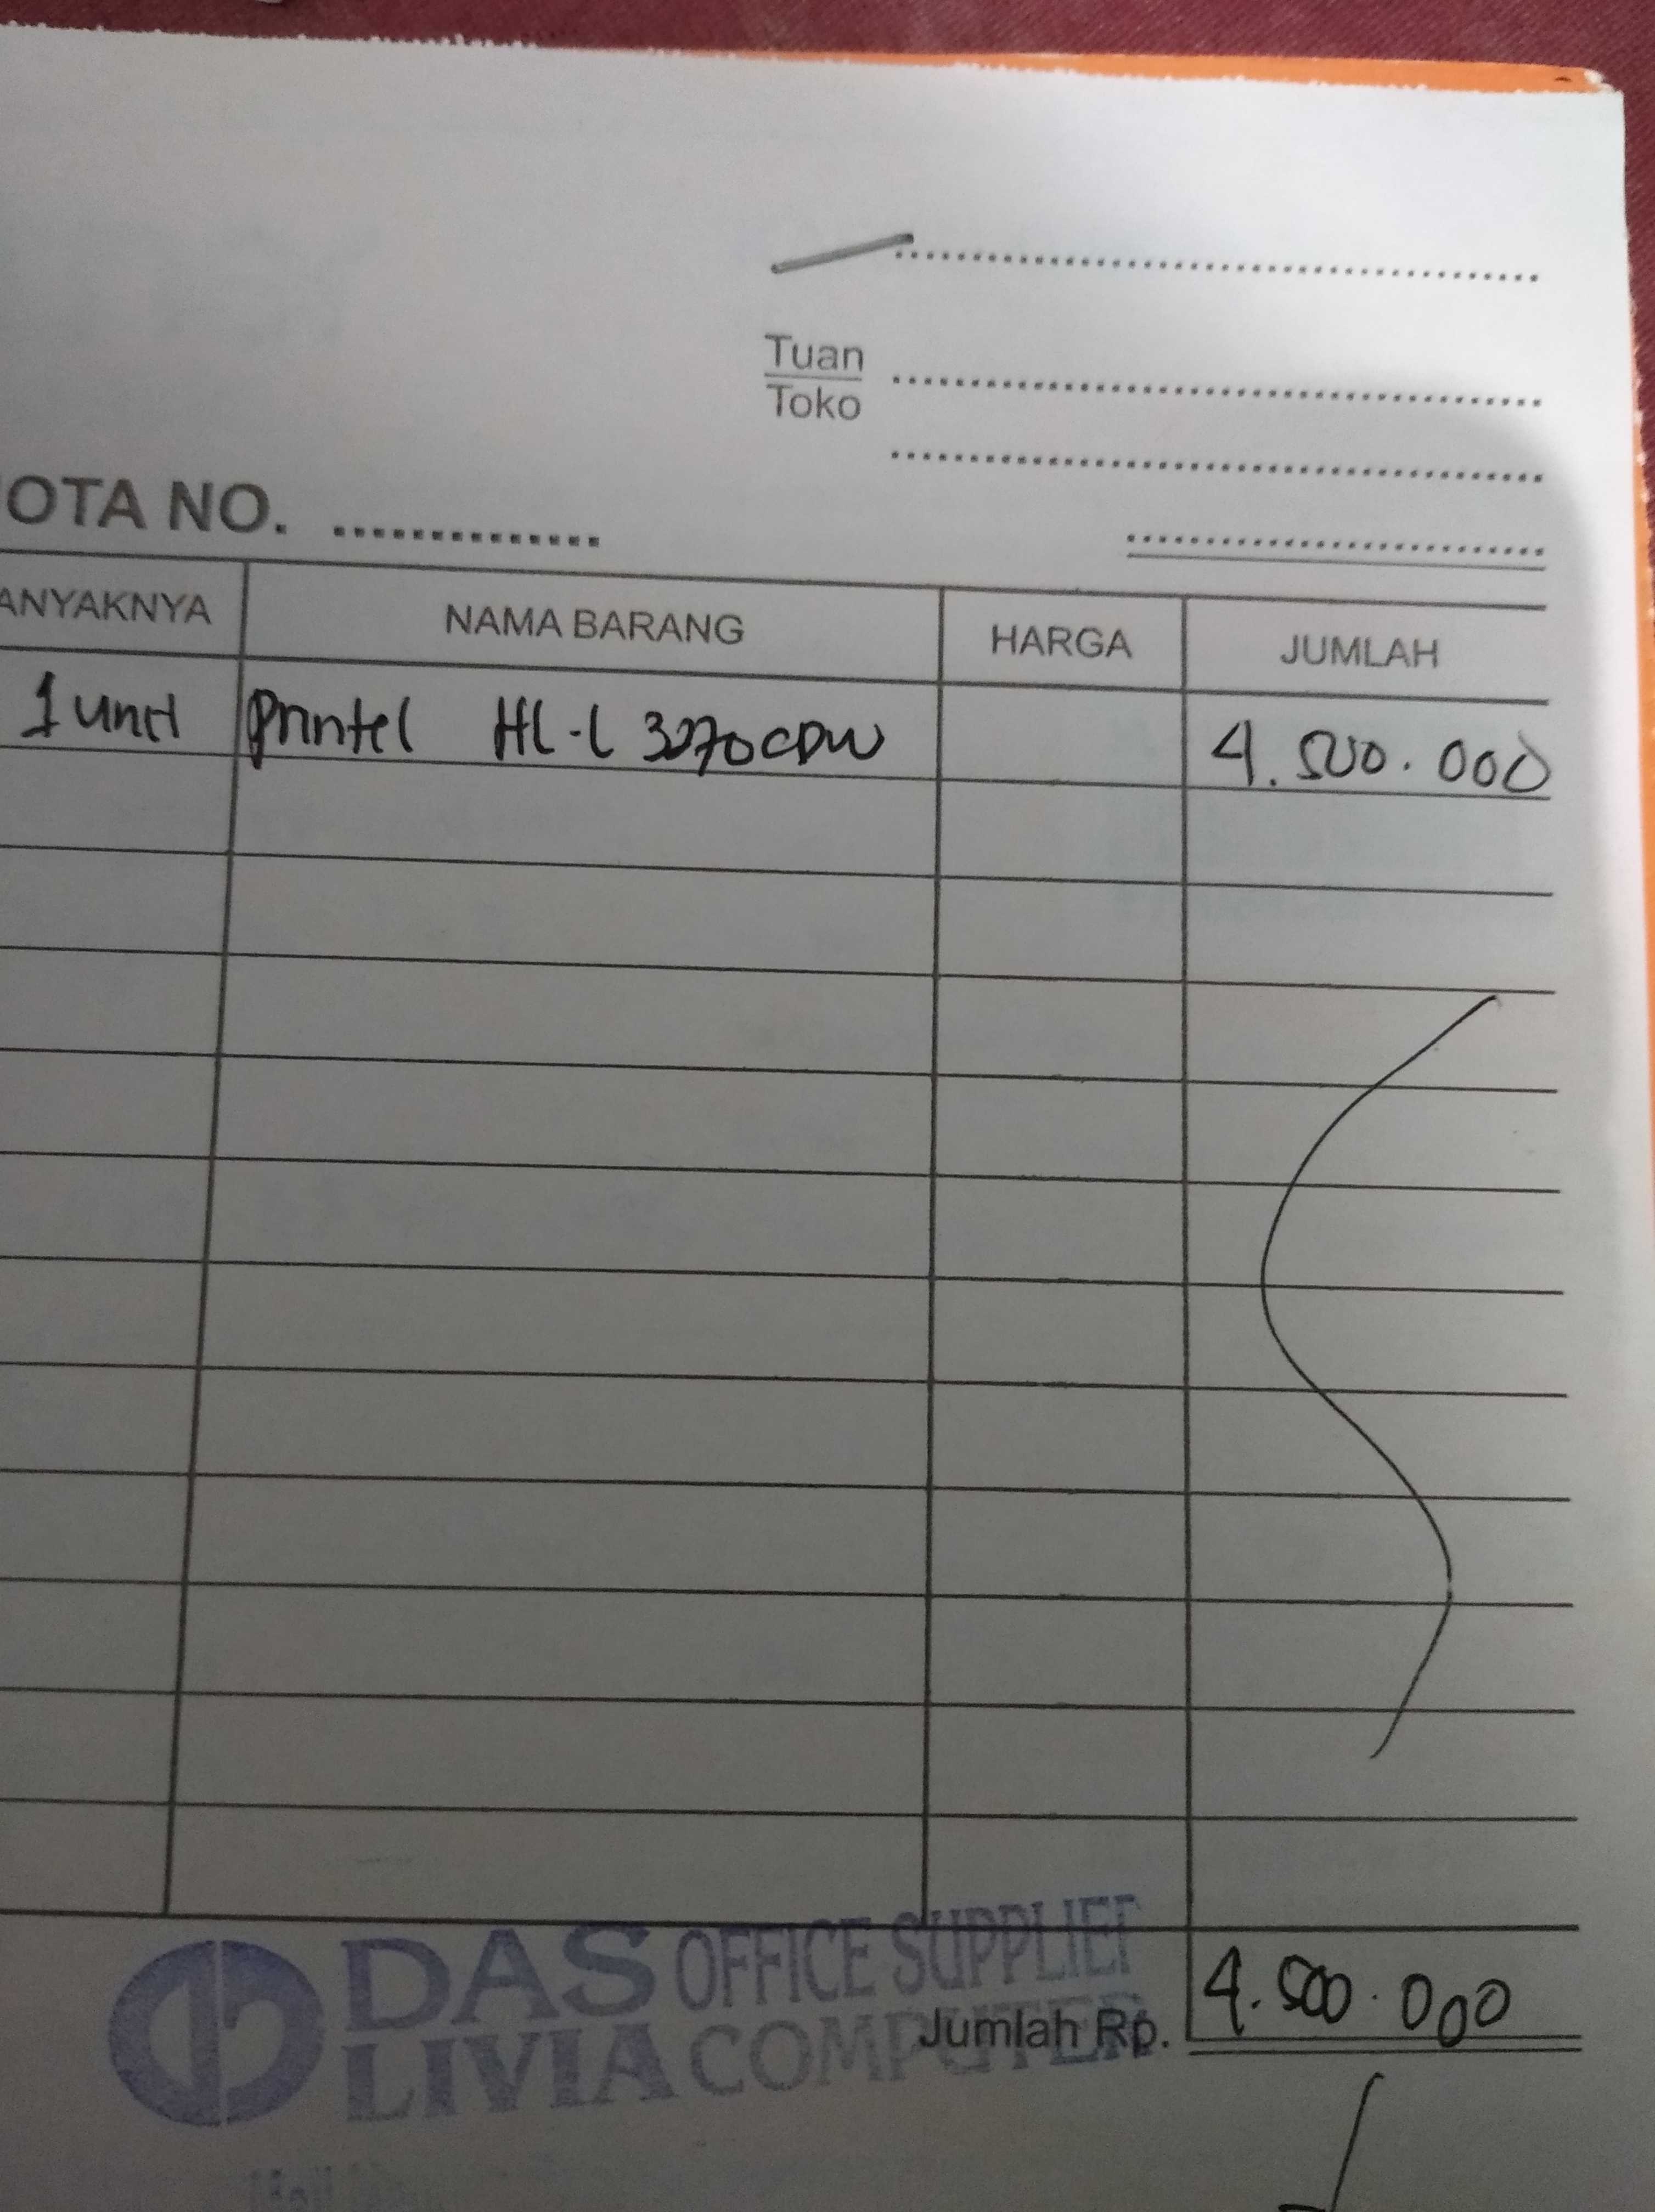 Tuan
Toko
OTA NO. ..............
ANYAKNYA NAMA BARANG HARGA JUMLAH
1 unit printer HL-L 3270CDW 4.500.000
DAS OFFICE SUPPLIER
LIVIA COMPUTER
Jumlah Rp. 4.500.000